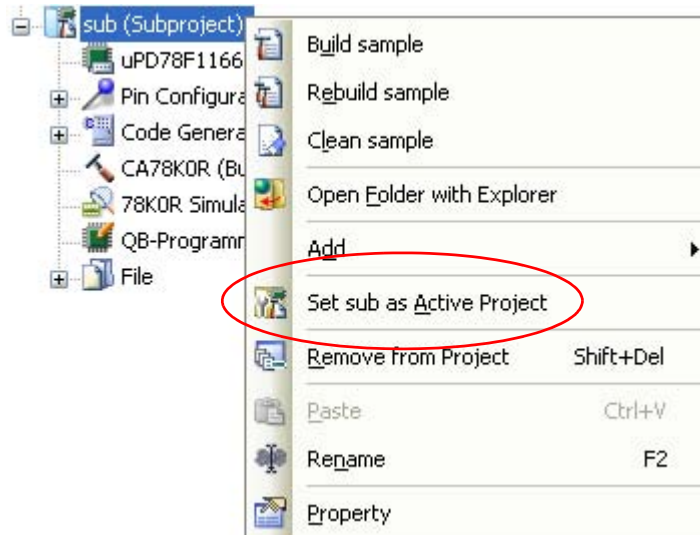 sub (Subproject)
uPD78F1166
Pin Configura
Code Genera
CA78K0R (Bu
78K0R Simula
QB-Programm
File
Build sample
Rebuild sample
Clean sample
Open Folder with Explorer
Add
Set sub as Active Project
Remove from Project Shift+Del
Paste Ctrl+V
Rename F2
Property